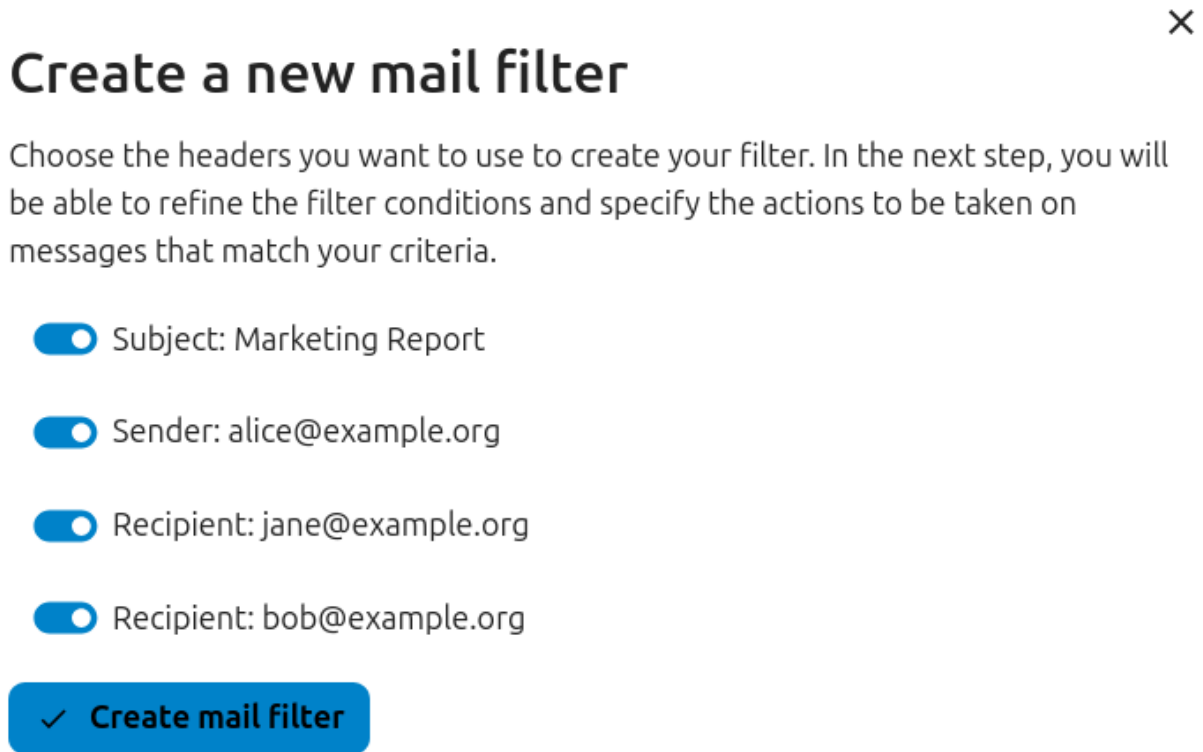 Create a new mail filter
Choose the headers you want to use to create your filter. In the next step, you will
be able to refine the filter conditions and specify the actions to be taken on
messages that match your criteria.
Subject: Marketing Report
Sender: alice@example.org
Recipient: jane@example.org
Recipient: bob@example.org
Create mail filter